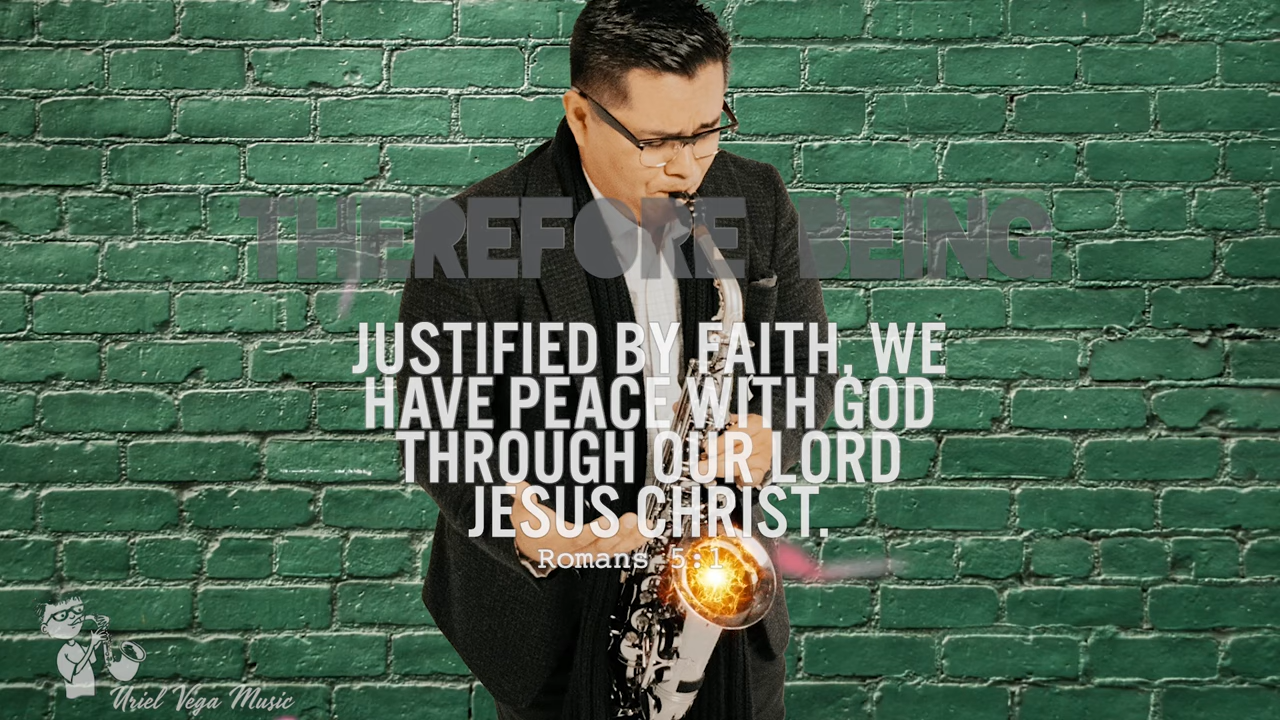 THEREFORE BEING
JUSTIFIED BY FAITH, WE
HAVE PEACE WITH GOD
THROUGH OUR LORD
JESUS CHRIST.
Romans 5:1
Uriel Vega Music